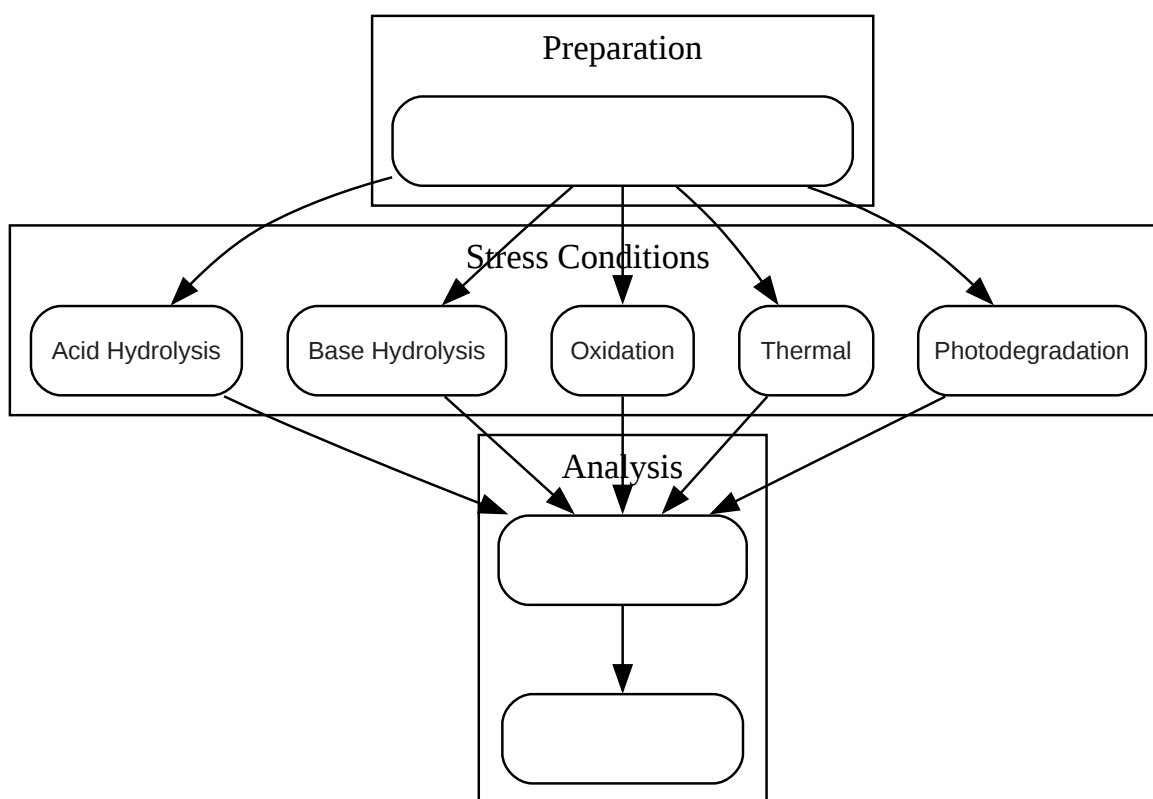 Preparation
Stress Conditions
Acid Hydrolysis
Base Hydrolysis
Oxidation
Thermal
Photodegradation
Analysis